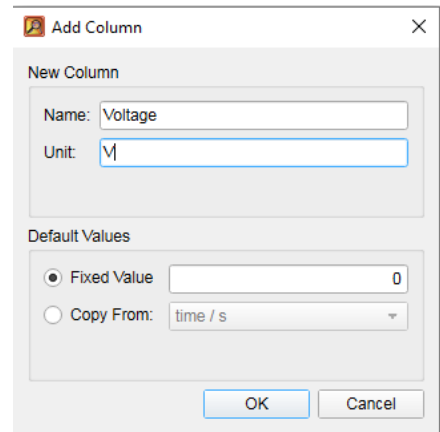 Add Column
New Column
Name: Voltage
Unit: V
Default Values
Fixed Value 0
Copy From: time / s
OK Cancel